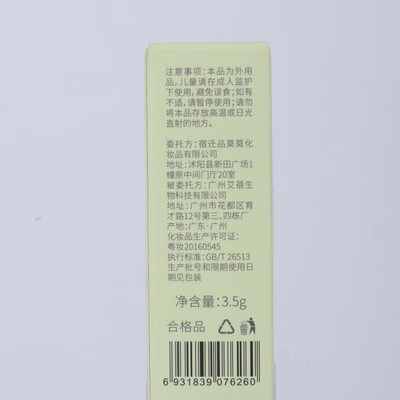 注意事项:本品为外用
品,儿童请在成人监护
下使用,避免误食;如有
不适,请暂停使用;请勿
将本品存放高温或日光
直射的地方。
委托方:宿迁品莫莫化
妆品有限公司
地址:沭阳县新田广场1
幢原中间门厅20室
被委托方:广州艾蓓生
物科技有限公司
地址:广州市花都区育
才路12号第三、四栋厂
产地:广东·广州
化妆品生产许可证:
粤妆20160545
执行标准:GB/T 26513
生产批号和限期使用日
期见包装
净含量:3.5g
合格品
6 931839 076260